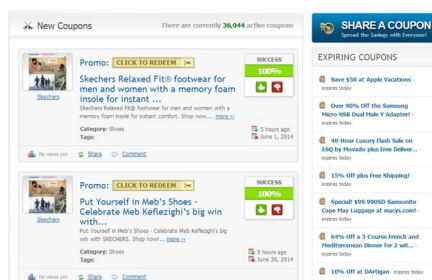 New Coupons
There are currently 36,944 active coupons
Promo: CLICK TO REDEEM
Skechers Relaxed Fit® footwear for
men and women with a memory foam
insole for instant ...
Skechers Relaxed Fit® footwear for men and women with a
memory foam insole for instant comfort. Shop now.... more ››
Skechers
Category: Shoes
Tags:
SUCCESS
100%
5 hours ago
June 1, 2014
No views yet
Share
Comment
Promo: CLICK TO REDEEM
Put Yourself in Meb's Shoes -
Celebrate Meb Keflezighi's big win
with...
Put Yourself in Meb's Shoes - Celebrate Meb Keflezighi's big
win with SKECHERS. Shop now!... more ››
Skechers
Category: Shoes
Tags:
SUCCESS
100%
3 hours ago
June 30, 2014
No views yet
Share
Comment
SHARE A COUPON
Spread the Savings with Everyone!
EXPIRING COUPONS
Save $50 at Apple Vacations -
expires today
Over 90% Off the Samsung
Micro-USB Dual Male Y Adapter! -
expires today
48-Hour Luxury Flash Sale on
ESQ by Movado plus Free Deliver... -
expires today
15% Off plus Free Shipping! -
expires today
Special! $99.99USD Samsonite
Cape May Luggage at macys.com! -
expires today
64% Off a 3-Course French and
Mediterranean Dinner for 2 wit... -
expires today
10% Off at DArtigan - expires today